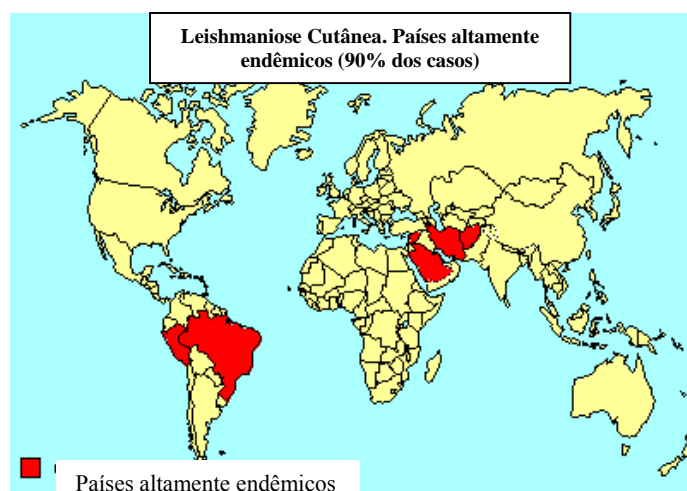 Leishmaniose Cutânea. Países altamente
endêmicos (90% dos casos)
Países altamente endêmicos